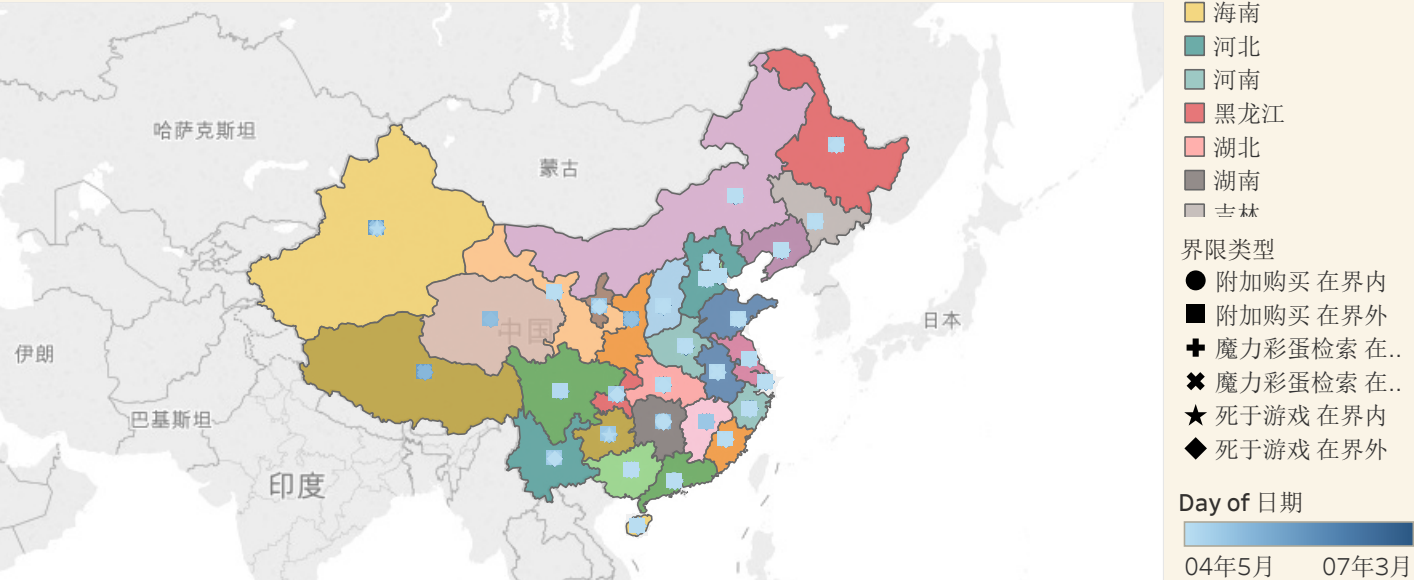 哈萨克斯坦
蒙古
中国
日本
伊朗
巴基斯坦
印度
海南
河北
河南
黑龙江
湖北
湖南
吉林
界限类型
附加购买 在界内
附加购买 在界外
魔力彩蛋检索 在..
魔力彩蛋检索 在..
死于游戏 在界内
死于游戏 在界外
Day of 日期
04年5月 07年3月